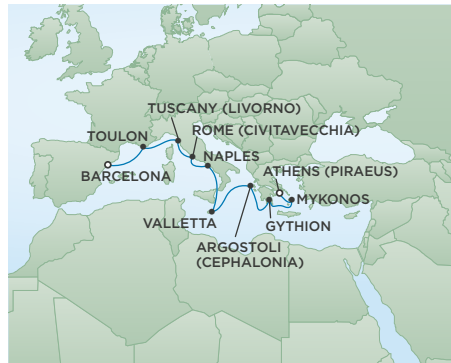 TUSCANY (LIVORNO)
TOULON
ROME (CIVITAVECCHIA)
NAPLES
BARCELONA
ATHENS (PIRAEUS)
MYKONOS
VALLETTA
GYTHION
ARGOSTOLI
(CEPHALONIA)